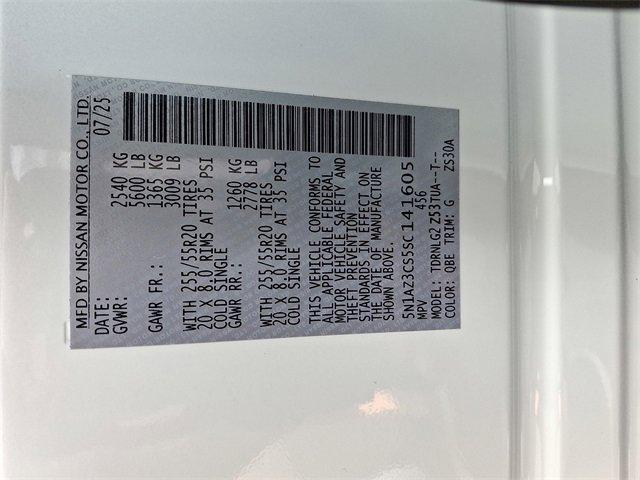 MFD BY NISSAN MOTOR CO., LTD.
DATE: 07/25
GVWR: 2540 KG
5600 LB
GAWR FR.: 1365 KG
3009 LB
WITH 255/55R20 TIRES
20 X 8.0 RIMS AT 35 PSI
COLD SINGLE
GAWR RR.: 1260 KG
2778 LB
WITH 255/55R20 TIRES
20 X 8.0 RIMS AT 35 PSI
COLD SINGLE
THIS VEHICLE CONFORMS TO
ALL APPLICABLE FEDERAL
MOTOR VEHICLE SAFETY AND
THEFT PREVENTION
STANDARDS IN EFFECT ON
THE DATE OF MANUFACTURE
SHOWN ABOVE.
5N1AZ3CS5SC141605
MPV 456
MODEL: TDRNLQZ ZS3TUA--T--
COLOR: QBE TRIM: G ZS30A